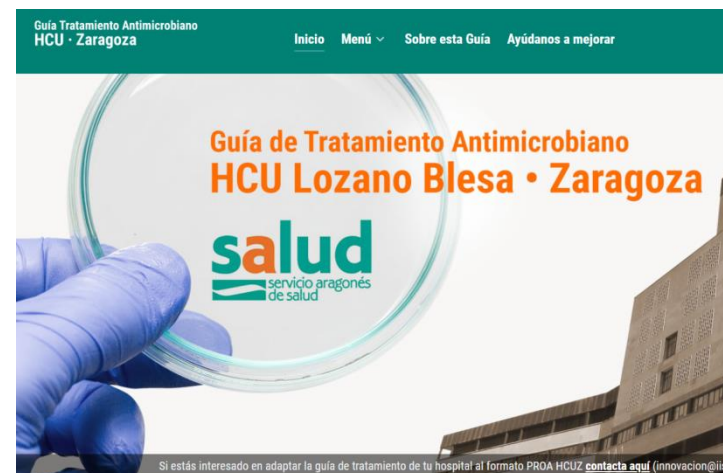 Guía Tratamiento Antimicrobiano
HCU · Zaragoza
Inicio Menú Sobre esta Guía Ayúdanos a mejorar
Guía de Tratamiento Antimicrobiano
HCU Lozano Blesa • Zaragoza
salud
servicio aragonés
de salud
Si estás interesado en adaptar la guía de tratamiento de tu hospital al formato PROA HCUZ contacta aquí (innovacion@i